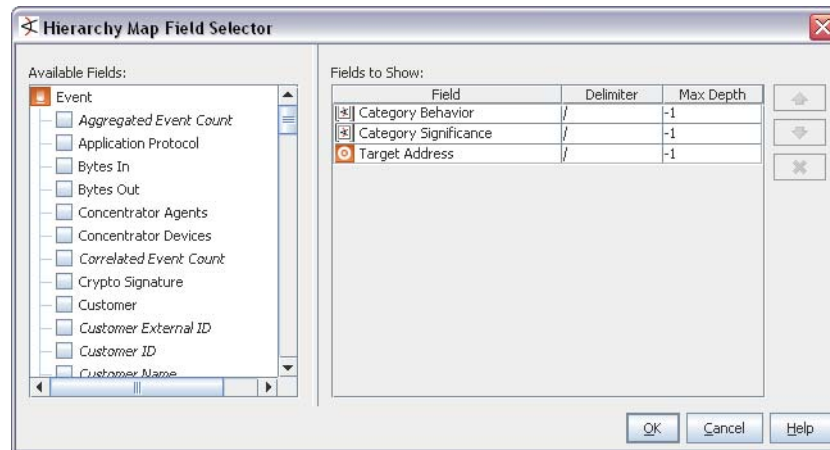 Hierarchy Map Field Selector
Available Fields:
Event
Aggregated Event Count
Application Protocol
Bytes In
Bytes Out
Concentrator Agents
Concentrator Devices
Correlated Event Count
Crypto Signature
Customer
Customer External ID
Customer ID
Customer Name
Fields to Show:
Field Delimiter Max Depth
Category Behavior / -1
Category Significance / -1
Target Address / -1
OK Cancel Help